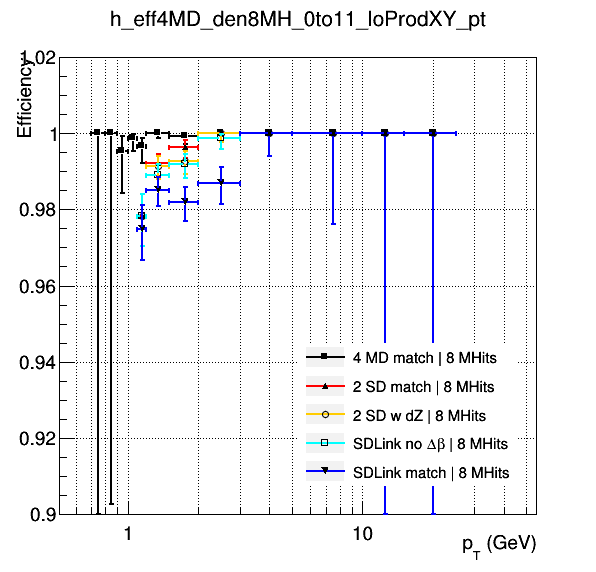 h_eff4MD_den8MH_0to11_loProdXY_pt
Efficiency
1.02
1
0.98
0.96
0.94
0.92
0.9
4 MD match | 8 MHits
2 SD match | 8 MHits
2 SD w dZ | 8 MHits
SDLink no Δβ | 8 MHits
SDLink match | 8 MHits
1
10
p_T (GeV)